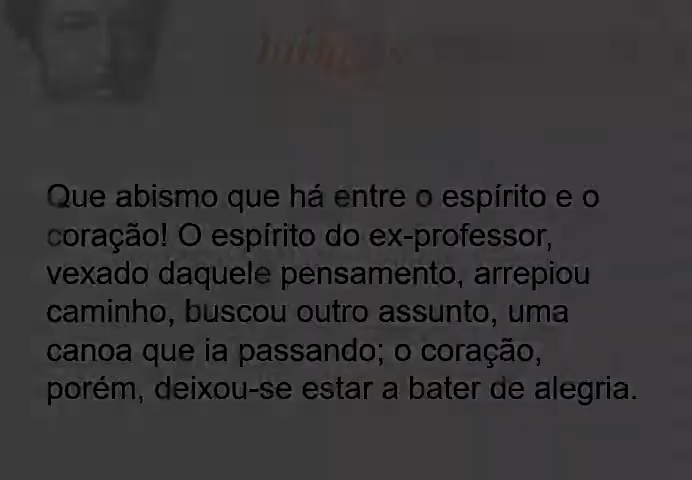 Que abismo que há entre o espírito e o
coração! O espírito do ex-professor,
vexado daquele pensamento, arrepiou
caminho, buscou outro assunto, uma
canoa que ia passando; o coração,
porém, deixou-se estar a bater de alegria.